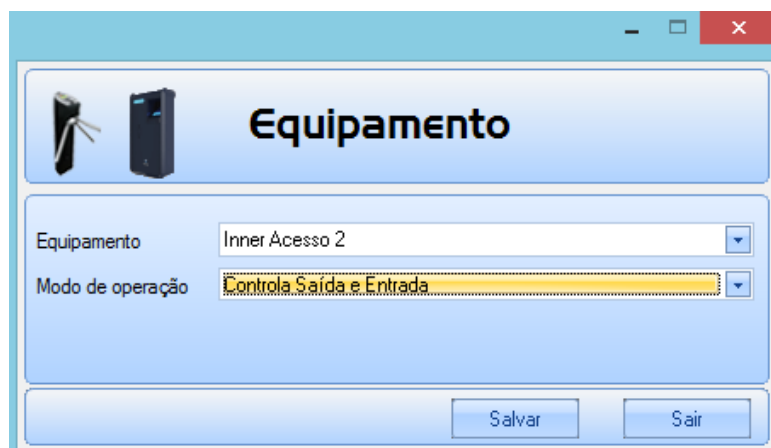 Equipamento
Equipamento Inner Acesso 2
Modo de operação Controla Saída e Entrada
Salvar Sair